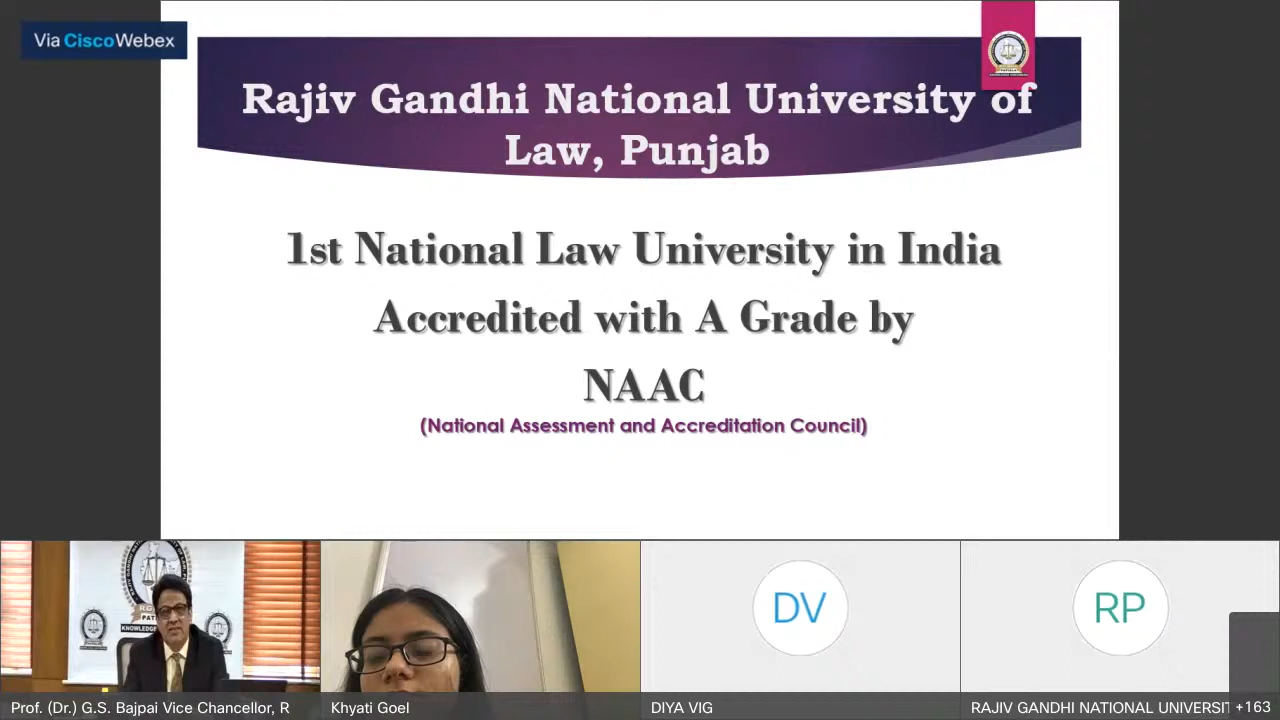 Via Cisco Webex
Rajiv Gandhi National University of
Law, Punjab
1st National Law University in India
Accredited with A Grade by
NAAC
(National Assessment and Accreditation Council)
DV
RP
Prof. (Dr.) G.S. Bajpai Vice Chancellor, R
Khyati Goel
DIYA VIG
RAJIV GANDHI NATIONAL UNIVERSIT
+163